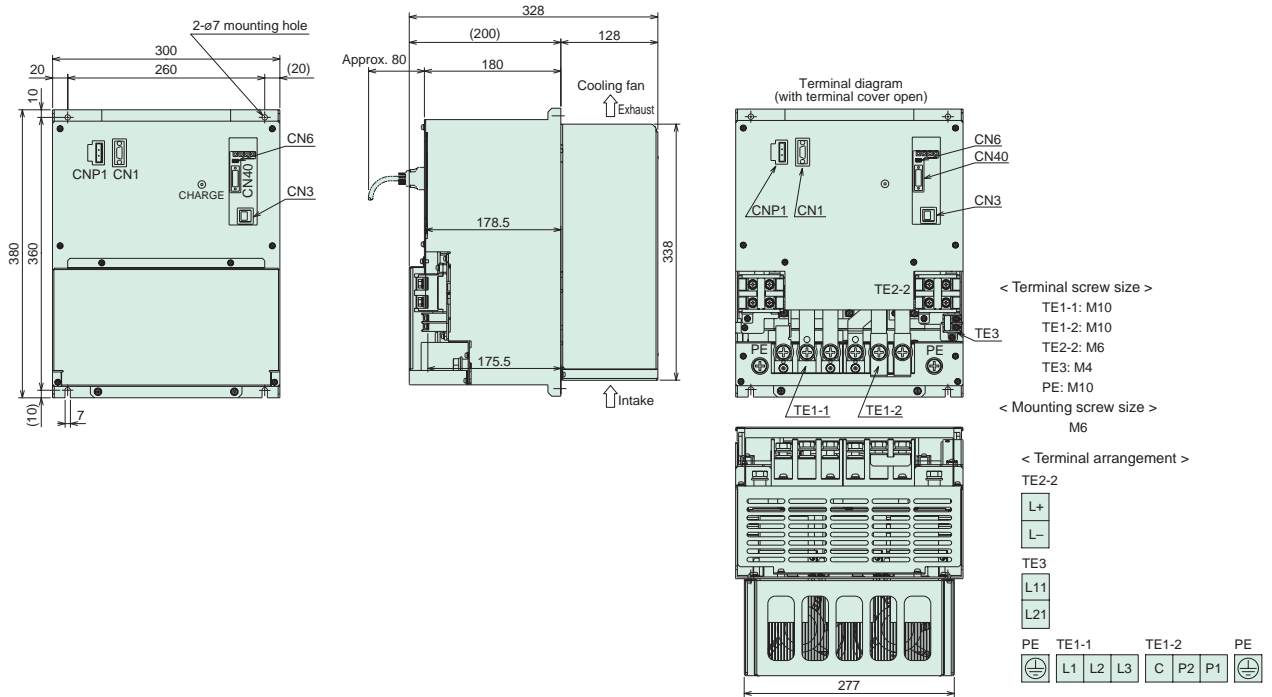 2-ø7 mounting hole
300
20
260
(20)
10
CN6
CNP1 CN1
CN40
CHARGE
CN3
380
360
(10)
7
328
(200)
128
Approx. 80
180
Cooling fan
Exhaust
178.5
338
175.5
Intake
Terminal diagram
(with terminal cover open)
CN6
CN40
CNP1
CN1
CN3
TE2-2
TE3
PE
PE
TE1-1
TE1-2
277
< Terminal screw size >
TE1-1: M10
TE1-2: M10
TE2-2: M6
TE3: M4
PE: M10
< Mounting screw size >
M6
< Terminal arrangement >
TE2-2
L+
L−
TE3
L11
L21
PE TE1-1 TE1-2 PE
L1 L2 L3 C P2 P1